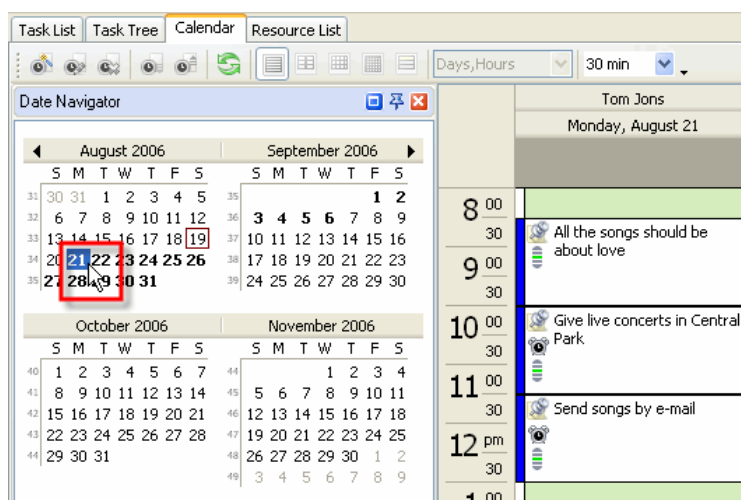 Task List Task Tree Calendar Resource List
Days,Hours 30 min
Date Navigator
August 2006 September 2006
S M T W T F S S M T W T F S
31 30 31 1 2 3 4 5 35 1 2
32 6 7 8 9 10 11 12 36 3 4 5 6 7 8 9
33 13 14 15 16 17 18 19 37 10 11 12 13 14 15 16
34 20 21 22 23 24 25 26 38 17 18 19 20 21 22 23
35 27 28 29 30 31 39 24 25 26 27 28 29 30
October 2006 November 2006
S M T W T F S S M T W T F S
40 1 2 3 4 5 6 7 44 1 2 3 4
41 8 9 10 11 12 13 14 45 5 6 7 8 9 10 11
42 15 16 17 18 19 20 21 46 12 13 14 15 16 17 18
43 22 23 24 25 26 27 28 47 19 20 21 22 23 24 25
44 29 30 31 48 26 27 28 29 30 1 2
49 3 4 5 6 7 8 9
Tom Jons
Monday, August 21
8 00
30 All the songs should be
about love
9 00
30
10 00 Give live concerts in Central
Park
30
11 00
30 Send songs by e-mail
12 pm
30
1 00